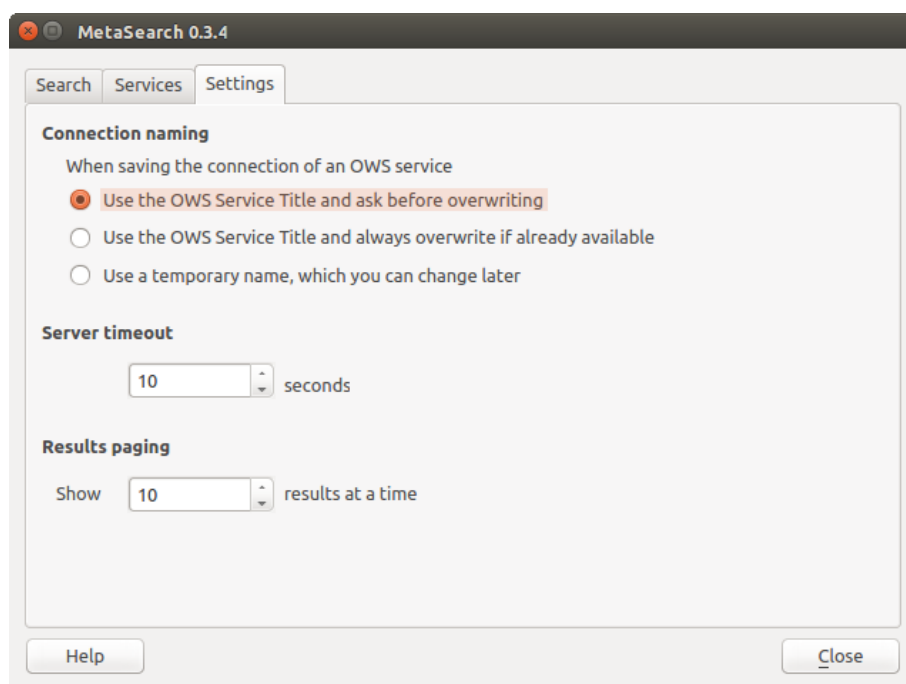 MetaSearch 0.3.4
Search Services Settings
Connection naming
When saving the connection of an OWS service
Use the OWS Service Title and ask before overwriting
Use the OWS Service Title and always overwrite if already available
Use a temporary name, which you can change later
Server timeout
10 seconds
Results paging
Show 10 results at a time
Help Close